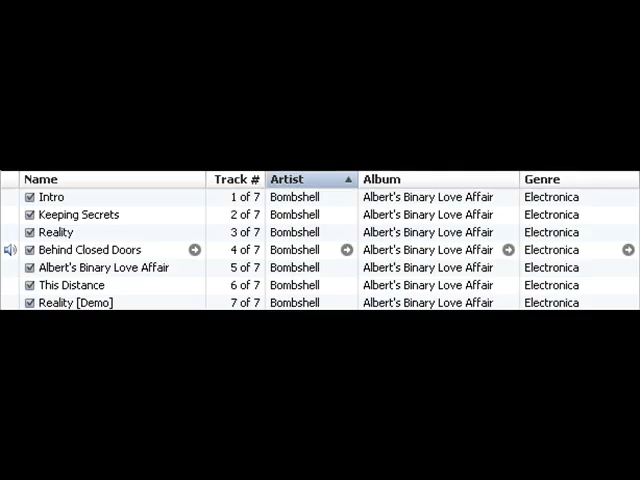 Name Track # Artist Album Genre
Intro 1 of 7 Bombshell Albert's Binary Love Affair Electronica
Keeping Secrets 2 of 7 Bombshell Albert's Binary Love Affair Electronica
Reality 3 of 7 Bombshell Albert's Binary Love Affair Electronica
Behind Closed Doors 4 of 7 Bombshell Albert's Binary Love Affair Electronica
Albert's Binary Love Affair 5 of 7 Bombshell Albert's Binary Love Affair Electronica
This Distance 6 of 7 Bombshell Albert's Binary Love Affair Electronica
Reality [Demo] 7 of 7 Bombshell Albert's Binary Love Affair Electronica